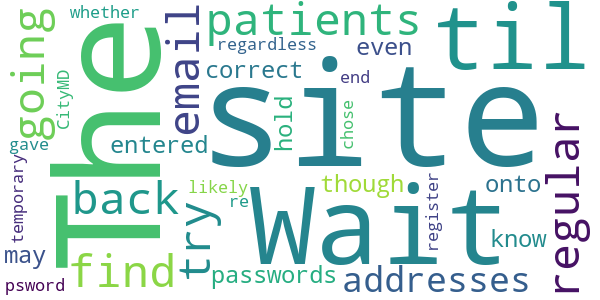 whether
The
going
CityMD
gave
temporary
may
psword
email
patients
regardless
even
til
correct
site
end
hold
chose
entered
back
likely
though
onto
regular
re
try
Wait
register
know
find
passwords
addresses